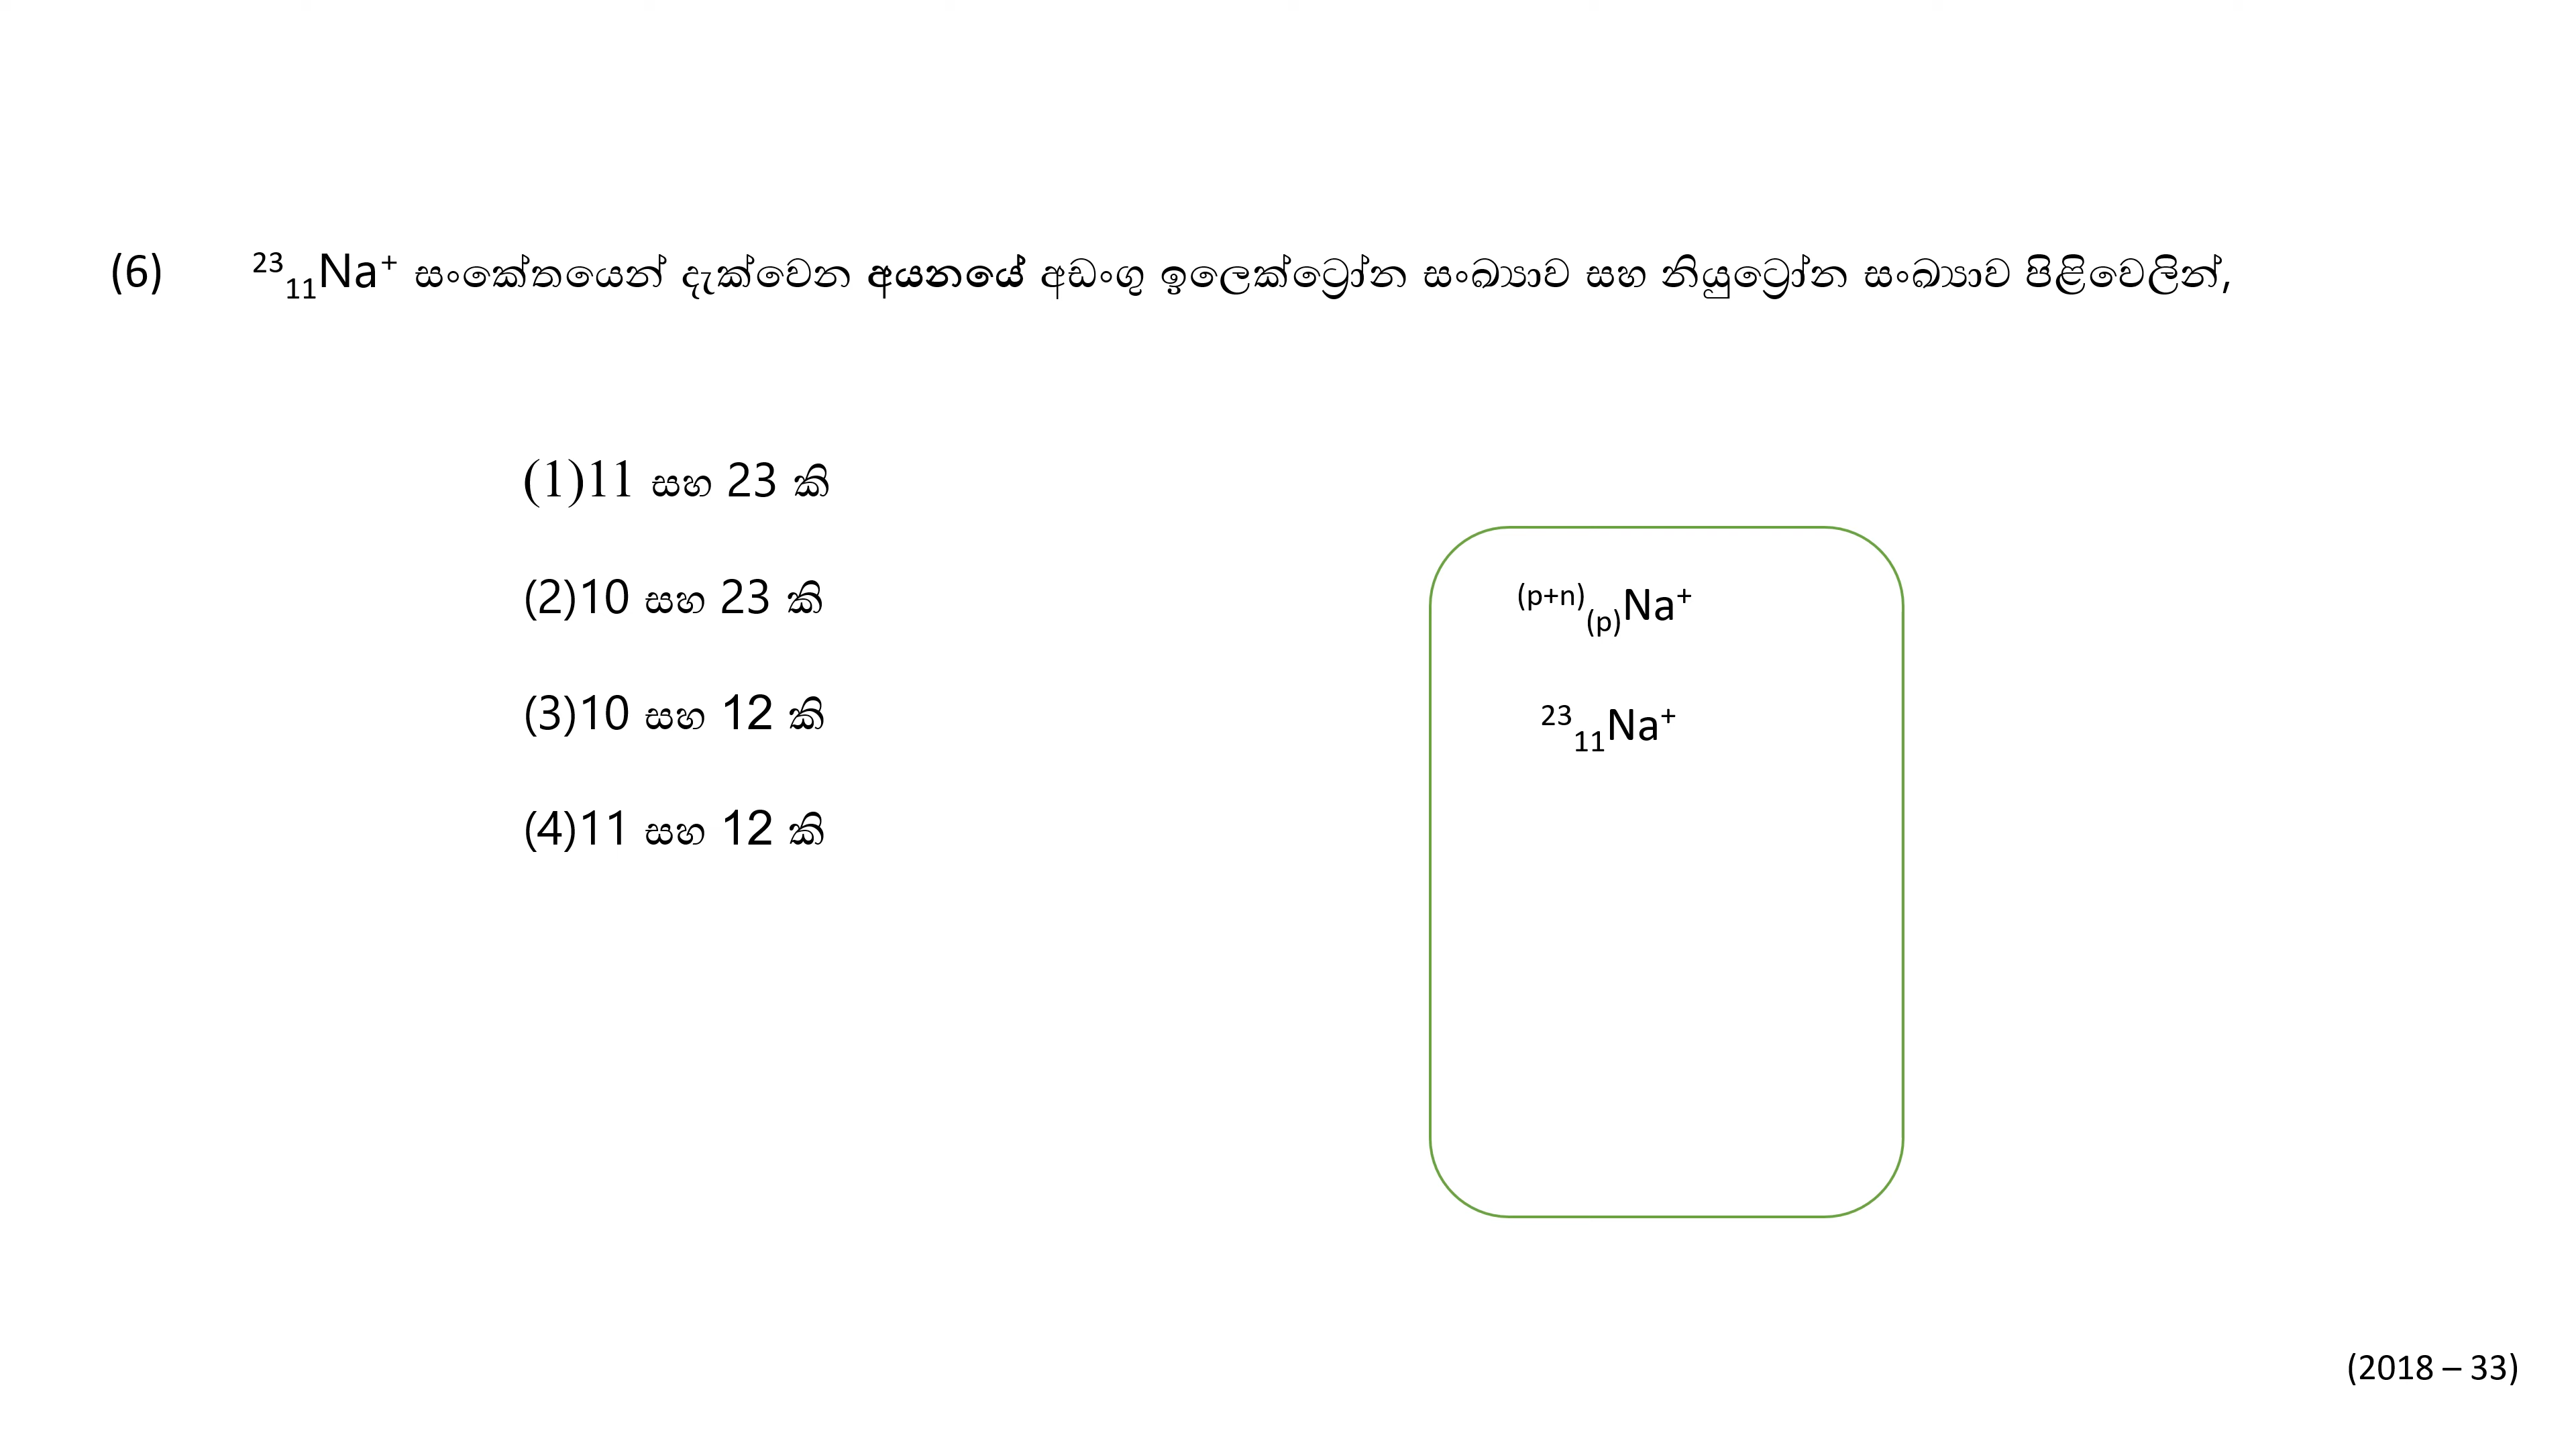 (6) ²³₁₁Na⁺ සංකේතයෙන් දැක්වෙන අයනයේ අඩංගු ඉලෙක්ට්‍රෝන සංඛ්‍යාව සහ නියුට්‍රෝන සංඛ්‍යාව පිළිවෙලින්,
(1)11 සහ 23 කි
(2)10 සහ 23 කි
(3)10 සහ 12 කි
(4)11 සහ 12 කි
⁽ᵖ⁺ⁿ⁾₍ₚ₎Na⁺
²³₁₁Na⁺
(2018 – 33)